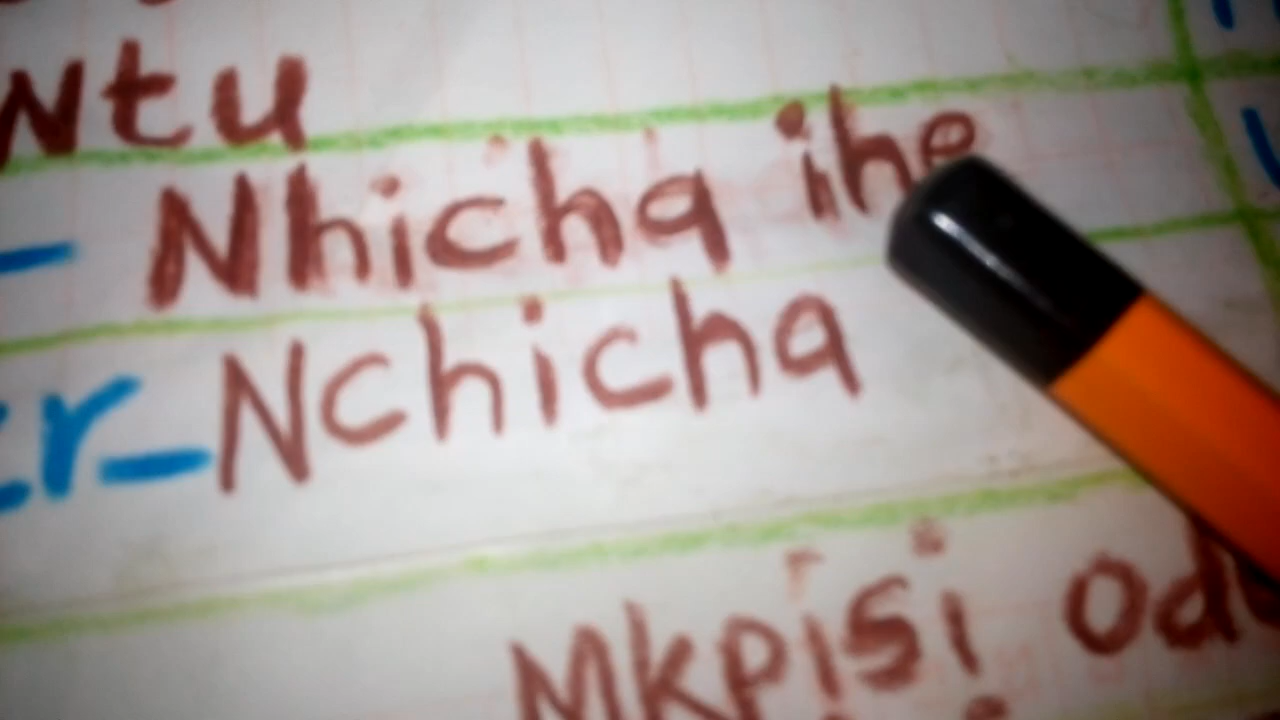 Ntu
- Nhicha ihe
r- Nchicha
Mkpisi